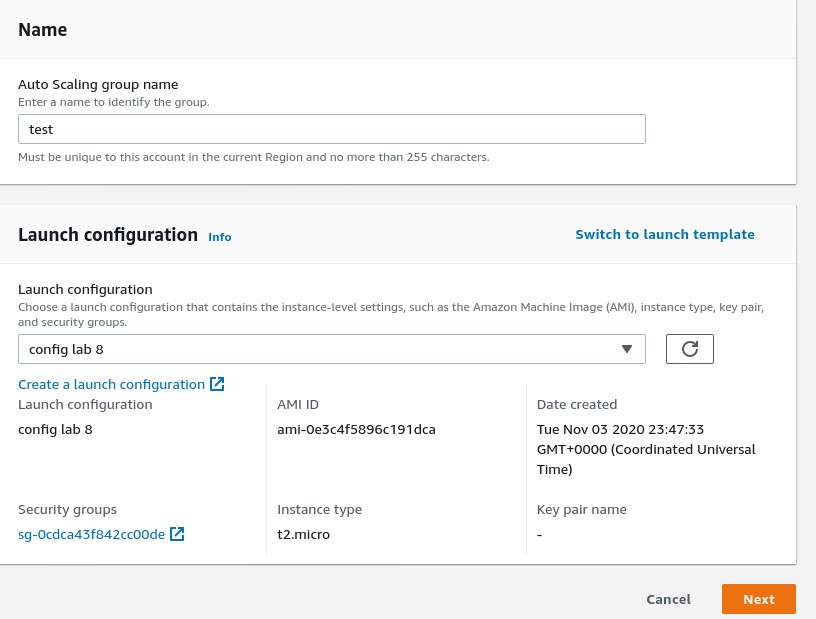 Name
Auto Scaling group name
Enter a name to identify the group.
test
Must be unique to this account in the current Region and no more than 255 characters.
Launch configuration Info
Switch to launch template
Launch configuration
Choose a launch configuration that contains the instance-level settings, such as the Amazon Machine Image (AMI), instance type, key pair,
and security groups.
config lab 8
Create a launch configuration
Launch configuration
config lab 8
AMI ID
ami-0e3c4f5896c191dca
Date created
Tue Nov 03 2020 23:47:33
GMT+0000 (Coordinated Universal
Time)
Security groups
sg-0cdca43f842cc00de
Instance type
t2.micro
Key pair name
-
Cancel
Next